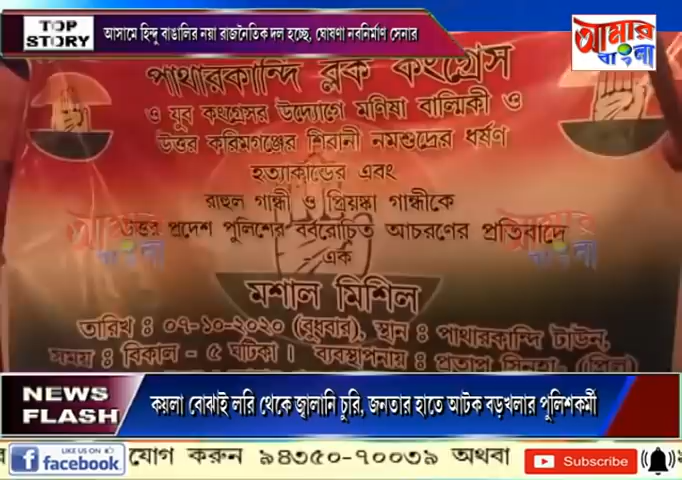 TOP STORY
আসামে হিন্দু বাঙালির নয়া রাজনৈতিক দল হচ্ছে, ঘোষণা নবনির্মাণ সেনার
আমার বাংলা
পাথারকান্দি ব্লক কংগ্রেস
ও যুব কংগ্রেসর উদ্যোগে মণিষা বাল্মিকী ও
উত্তর করিমগঞ্জের শিবানী নমশুদ্রের ধর্ষণ
হত্যাকান্ডের এবং
রাহুল গান্ধী ও প্রিয়ঙ্কা গান্ধীকে
উত্তর প্রদেশ পুলিশের বর্বরোচিত আচরণের প্রতিবাদে
এক
মশাল মিশিল
তারিখ ঃ ০৭-১০-২০২০ (বুধবার), স্থান ঃ পাথারকান্দি টাউন,
সময় ঃ বিকাল - ৫ ঘটিকা । ব্যবস্থাপনায় ঃ প্রতাপ সিনহা,
NEWS FLASH
কয়লা বোঝাই লরি থেকে জ্বালানি চুরি, জনতার হাতে আটক বড়খলার পুলিশকর্মী
LIKE US ON
facebook
যোগ করুন ৯৪৩৫০-৭০০৩৯ অথবা
Subscribe